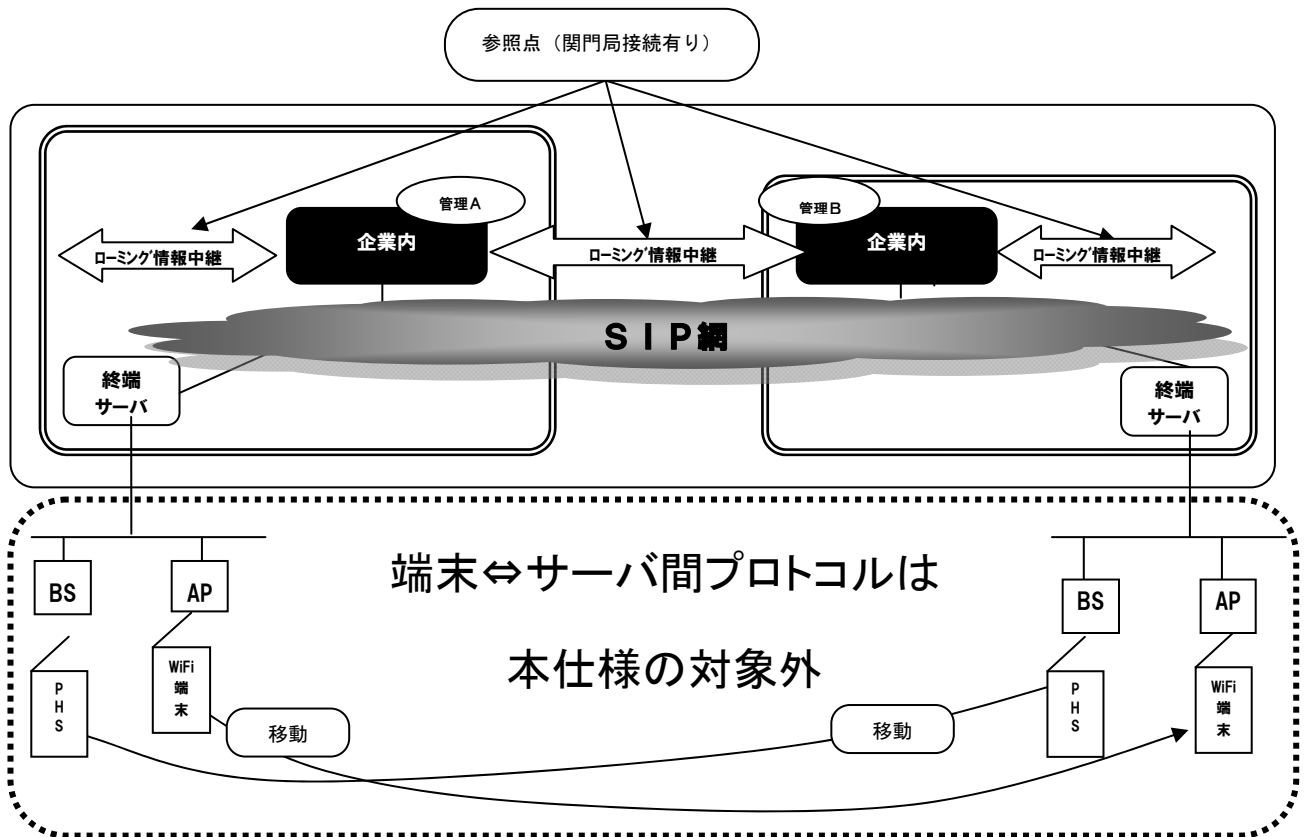 参照点（関門局接続有り）
管理A
管理B
企業内
企業内
ローミング情報中継
ローミング情報中継
ローミング情報中継
ＳＩＰ網
終端
サーバ
終端
サーバ
端末⇔サーバ間プロトコルは
本仕様の対象外
BS
AP
BS
AP
P
H
S
WiFi
端
末
P
H
S
WiFi
端
末
移動
移動